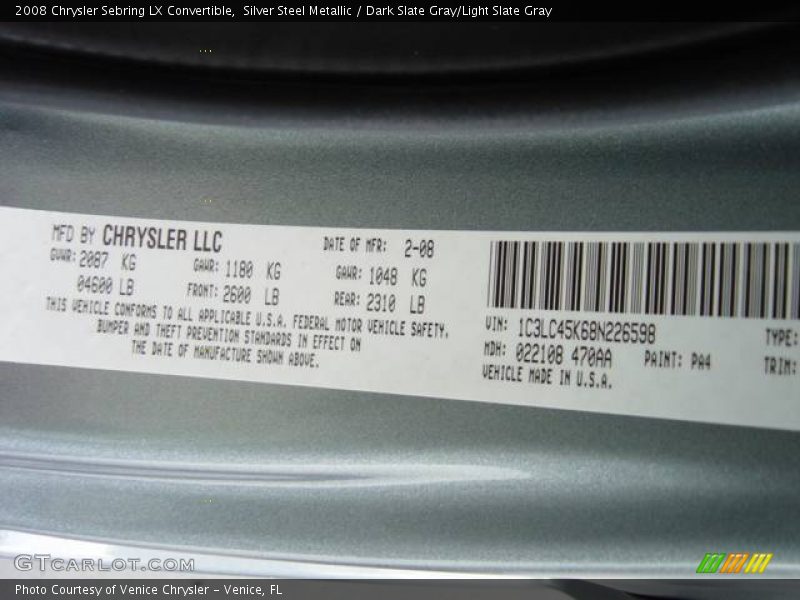 2008 Chrysler Sebring LX Convertible,  Silver Steel Metallic / Dark Slate Gray/Light Slate Gray
MFD BY CHRYSLER LLC
DATE OF MFR: 2-08
GVWR: 2087 KG
GAWR: 1180 KG
GAWR: 1048 KG
04600 LB
FRONT: 2600 LB
REAR: 2310 LB
THIS VEHICLE CONFORMS TO ALL APPLICABLE U.S.A. FEDERAL MOTOR VEHICLE SAFETY.
BUMPER AND THEFT PREVENTION STANDARDS IN EFFECT ON
THE DATE OF MANUFACTURE SHOWN ABOVE.
VIN: 1C3LC45K68N226598
TYPE:
MDH: 022108 470AA
PAINT: PA4
TRIM:
VEHICLE MADE IN U.S.A.
GTCARLOT.COM
Photo Courtesy of Venice Chrysler - Venice, FL